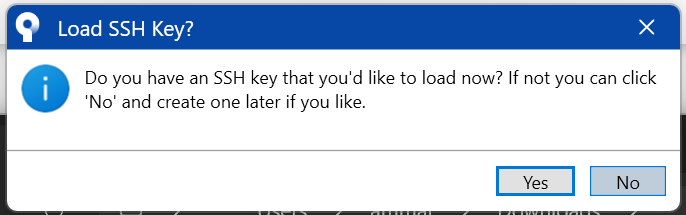 Load SSH Key?
Do you have an SSH key that you'd like to load now? If not you can click
'No' and create one later if you like.
Yes
No